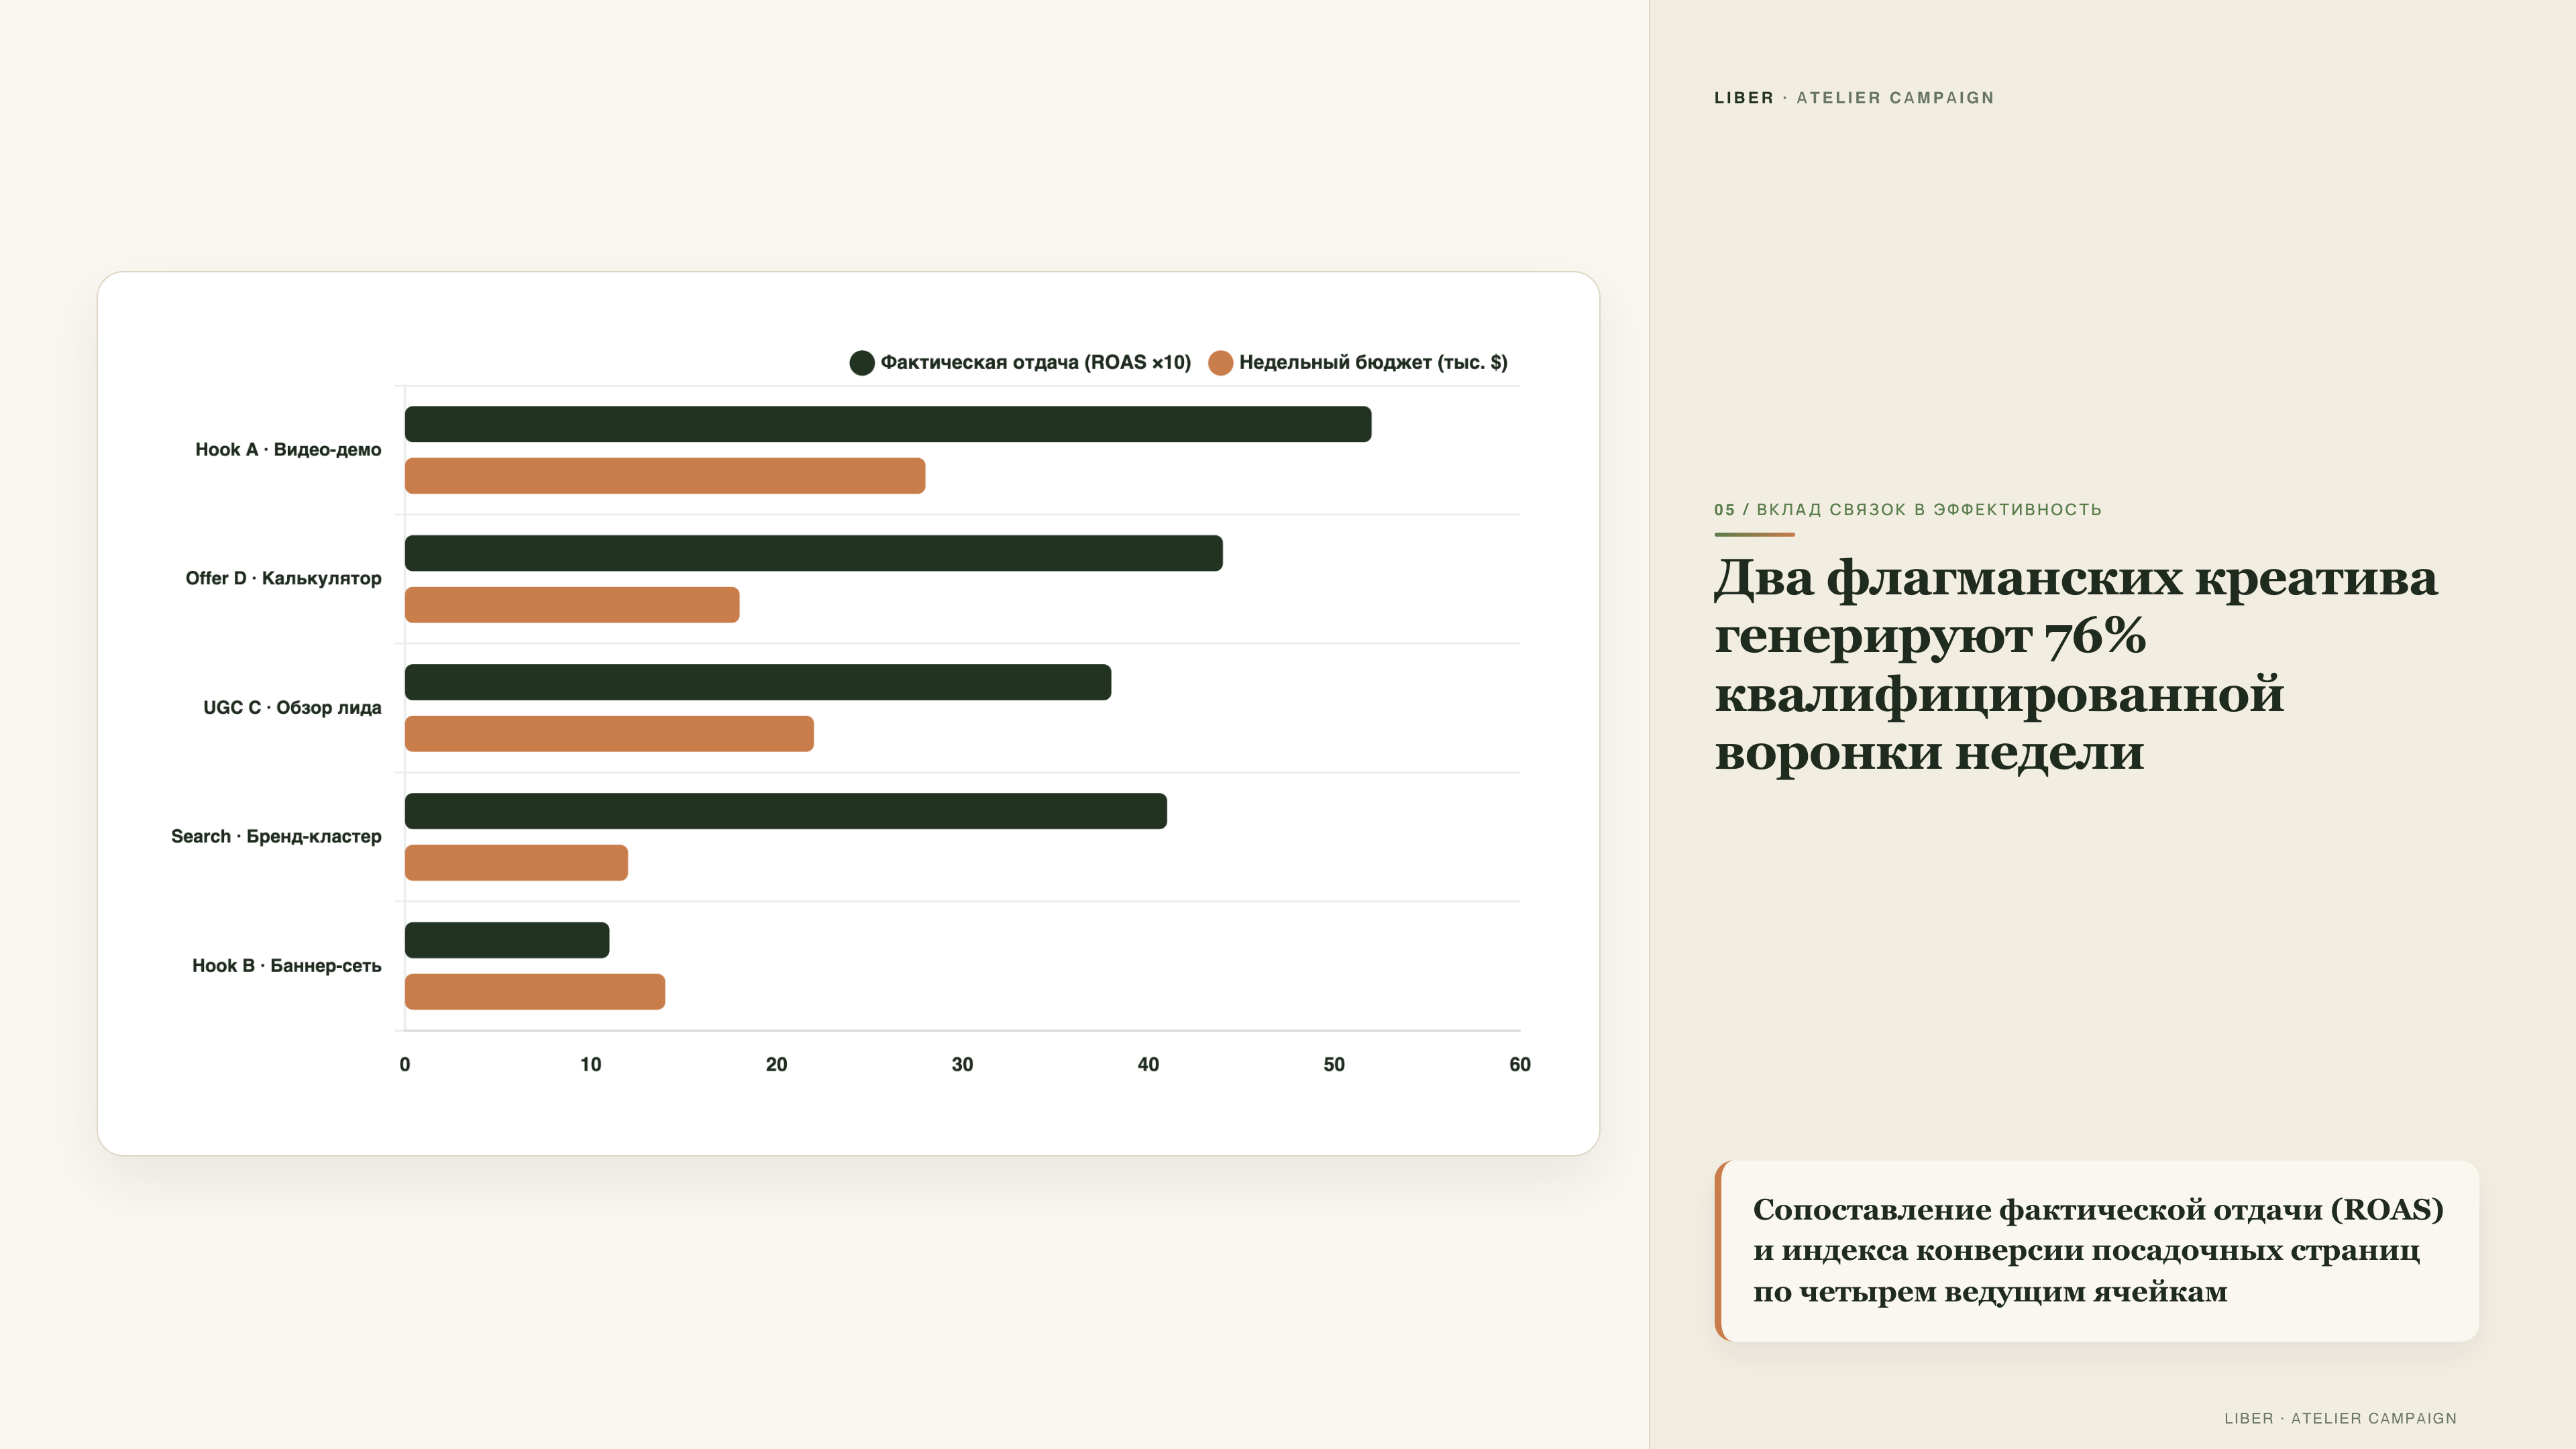 Фактическая отдача (ROAS ×10) Недельный бюджет (тыс. $)
Hook A · Видео-демо
Offer D · Калькулятор
UGC C · Обзор лида
Search · Бренд-кластер
Hook B · Баннер-сеть
0 10 20 30 40 50 60
LIBER · ATELIER CAMPAIGN
05 / ВКЛАД СВЯЗОК В ЭФФЕКТИВНОСТЬ
Два флагманских креатива
генерируют 76%
квалифицированной
воронки недели
Сопоставление фактической отдачи (ROAS)
и индекса конверсии посадочных страниц
по четырем ведущим ячейкам
LIBER · ATELIER CAMPAIGN